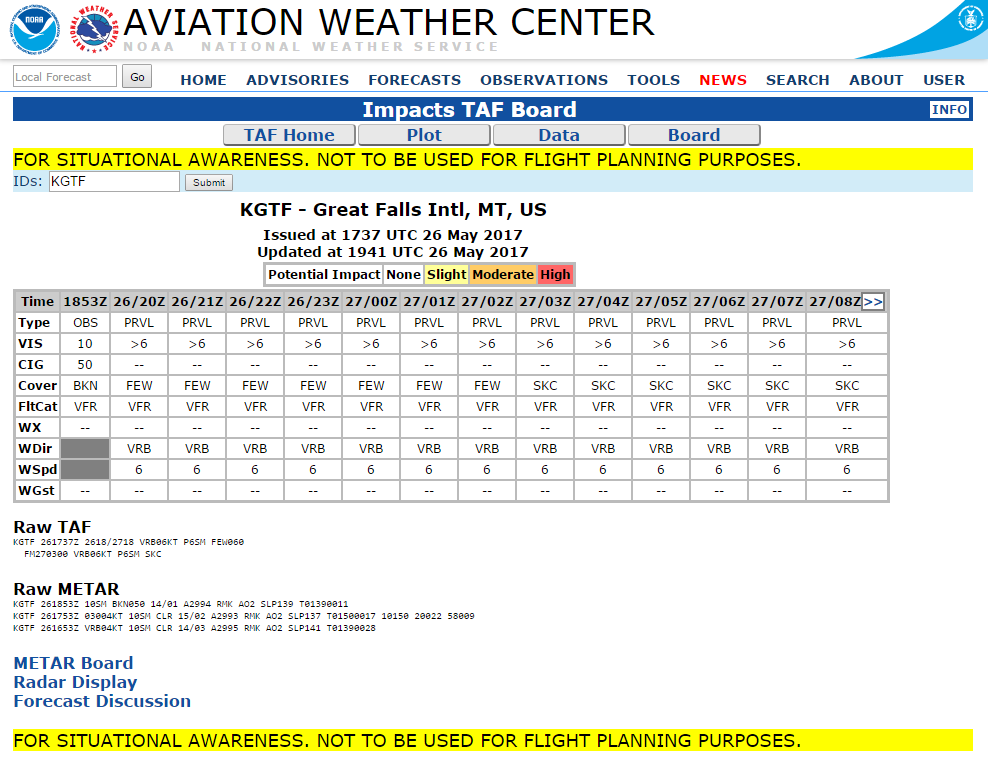 NOAA
NATIONAL WEATHER SERVICE
AVIATION WEATHER CENTER
NOAA NATIONAL WEATHER SERVICE
Local Forecast Go HOME ADVISORIES FORECASTS OBSERVATIONS TOOLS NEWS SEARCH ABOUT USER
Impacts TAF Board INFO
TAF Home Plot Data Board
FOR SITUATIONAL AWARENESS. NOT TO BE USED FOR FLIGHT PLANNING PURPOSES.
IDs: KGTF Submit
KGTF - Great Falls Intl, MT, US
Issued at 1737 UTC 26 May 2017
Updated at 1941 UTC 26 May 2017
Potential Impact None Slight Moderate High
Time 1853Z 26/20Z 26/21Z 26/22Z 26/23Z 27/00Z 27/01Z 27/02Z 27/03Z 27/04Z 27/05Z 27/06Z 27/07Z 27/08Z >>
Type OBS PRVL PRVL PRVL PRVL PRVL PRVL PRVL PRVL PRVL PRVL PRVL PRVL PRVL
VIS 10 >6 >6 >6 >6 >6 >6 >6 >6 >6 >6 >6 >6 >6
CIG 50 -- -- -- -- -- -- -- -- -- -- -- -- --
Cover BKN FEW FEW FEW FEW FEW FEW FEW SKC SKC SKC SKC SKC SKC
FltCat VFR VFR VFR VFR VFR VFR VFR VFR VFR VFR VFR VFR VFR VFR
WX -- -- -- -- -- -- -- -- -- -- -- -- -- --
WDir VRB VRB VRB VRB VRB VRB VRB VRB VRB VRB VRB VRB VRB
WSpd 6 6 6 6 6 6 6 6 6 6 6 6 6
WGst -- -- -- -- -- -- -- -- -- -- -- -- -- --
Raw TAF
KGTF 261737Z 2618/2718 VRB06KT P6SM FEW060
FM270300 VRB06KT P6SM SKC
Raw METAR
KGTF 261853Z 10SM BKN050 14/01 A2994 RMK AO2 SLP139 T01390011
KGTF 261753Z 03004KT 10SM CLR 15/02 A2993 RMK AO2 SLP137 T01500017 10150 20022 58009
KGTF 261653Z VRB04KT 10SM CLR 14/03 A2995 RMK AO2 SLP141 T01390028
METAR Board
Radar Display
Forecast Discussion
FOR SITUATIONAL AWARENESS. NOT TO BE USED FOR FLIGHT PLANNING PURPOSES.